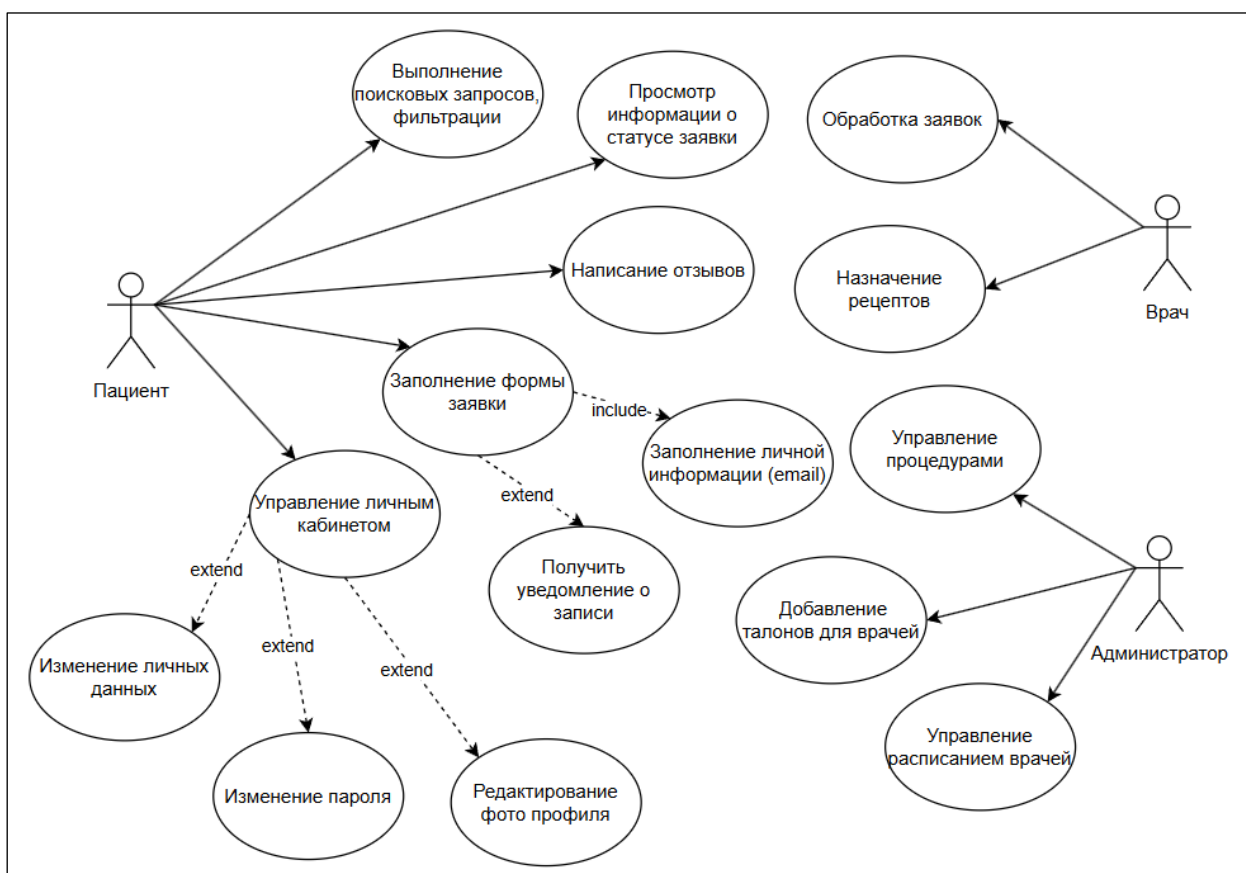 Выполнение
поисковых запросов,
фильтрации
Просмотр
информации о
статусе заявки
Обработка заявок
Написание отзывов
Назначение
рецептов
Врач
Пациент
Заполнение формы
заявки
include
Заполнение личной
информации (email)
Управление
процедурами
Управление личным
кабинетом
extend
Получить
уведомление о
записи
extend
extend
extend
Добавление
талонов для врачей
Администратор
Изменение личных
данных
Управление
расписанием врачей
Изменение пароля
Редактирование
фото профиля